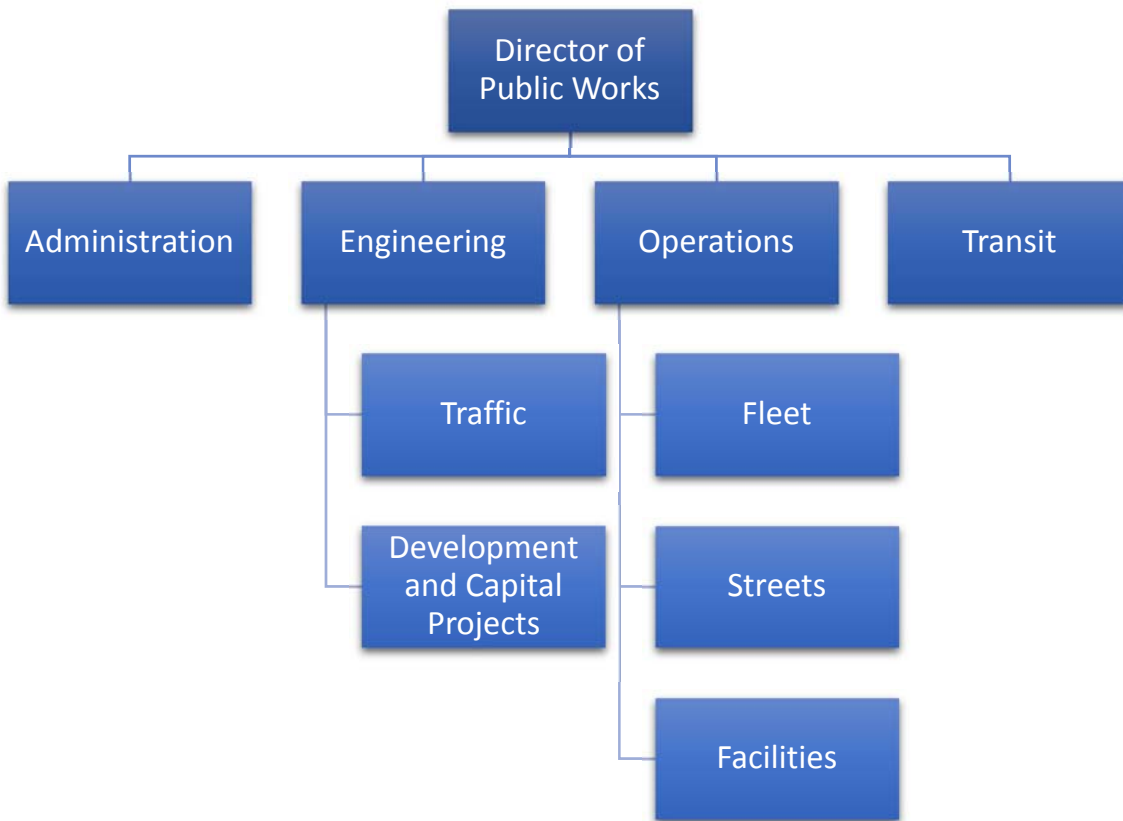 Director of
Public Works
Administration
Engineering
Operations
Transit
Traffic
Fleet
Development
and Capital
Projects
Streets
Facilities